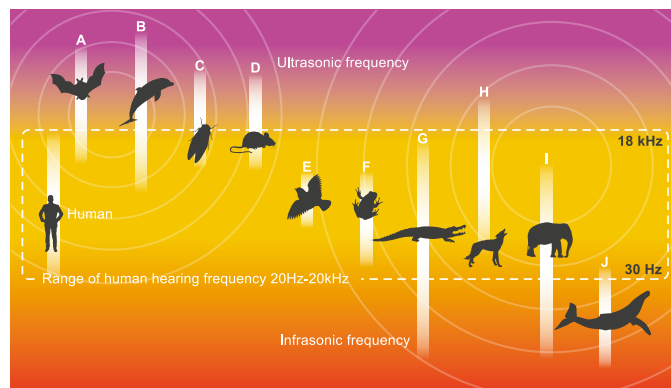 A
B
C
D
Ultrasonic frequency
H
G
18 kHz
E
F
I
Human
J
30 Hz
Range of human hearing frequency 20Hz-20kHz
Infrasonic frequency